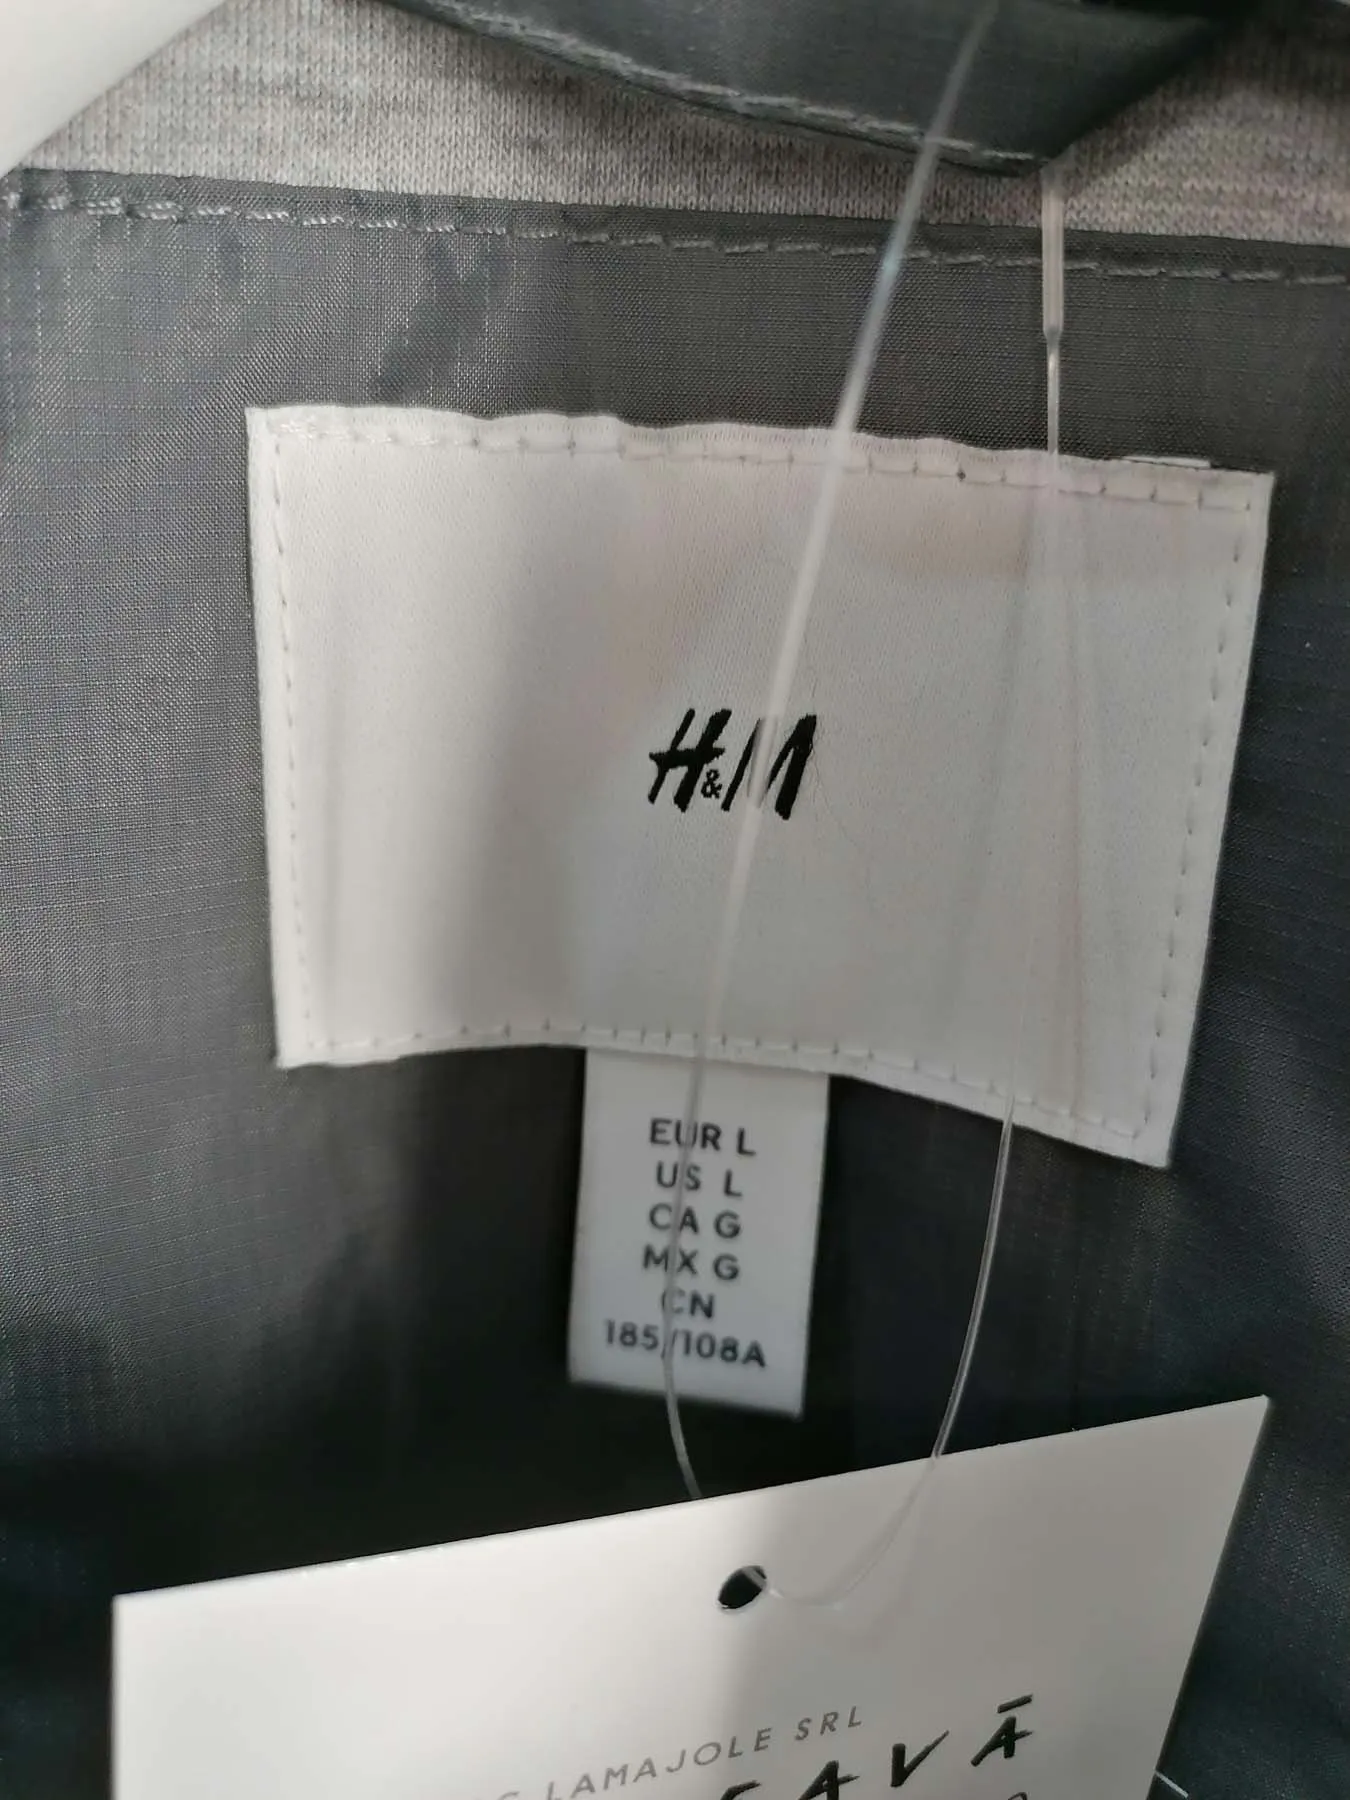 H&M
EUR L
US L
CA G
MX G
CN
185/108A
LAMAJOLE SRL